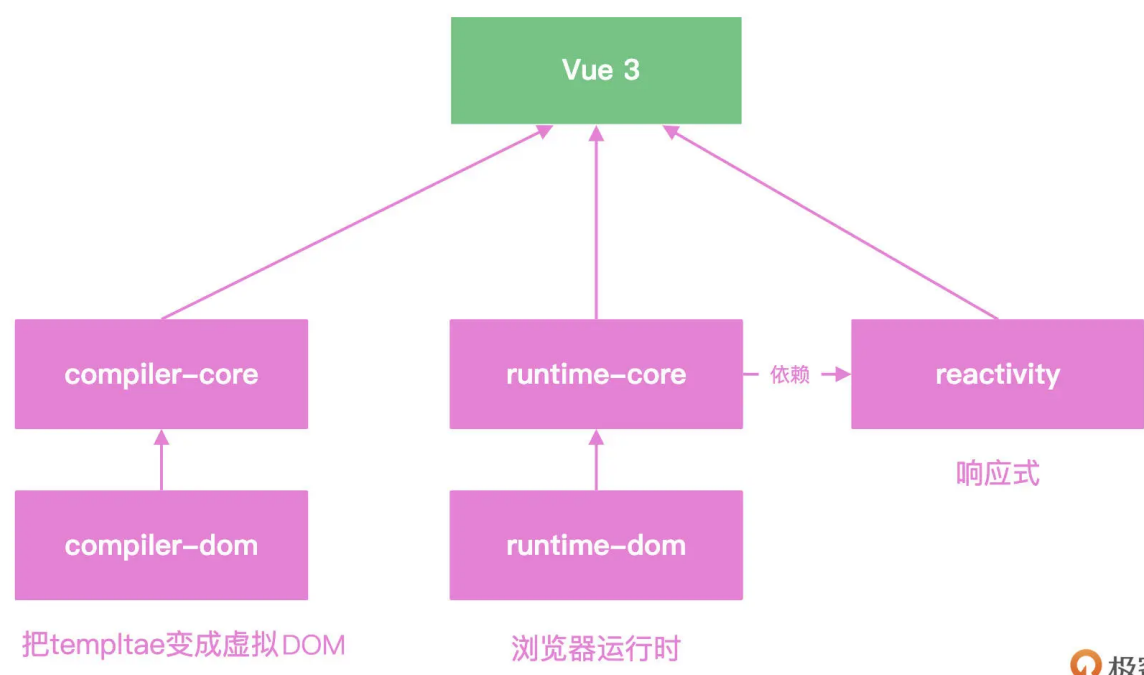 Vue 3
compiler-core
runtime-core
依赖
reactivity
响应式
compiler-dom
runtime-dom
把templtae变成虚拟DOM
浏览器运行时
极